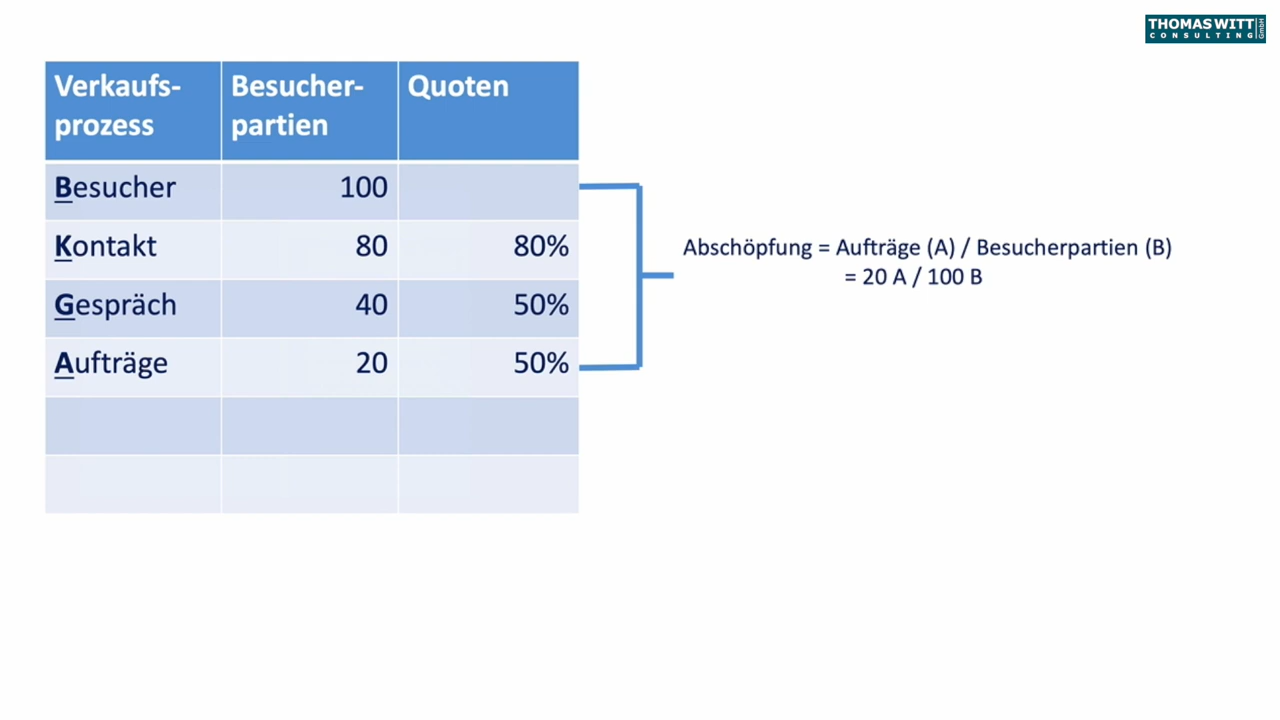 THOMAS WITT GmbH
CONSULTING
Verkaufs- Besucher- Quoten
prozess partien
Besucher 100
Kontakt 80 80%
Gespräch 40 50%
Aufträge 20 50%
Abschöpfung = Aufträge (A) / Besucherpartien (B)
= 20 A / 100 B